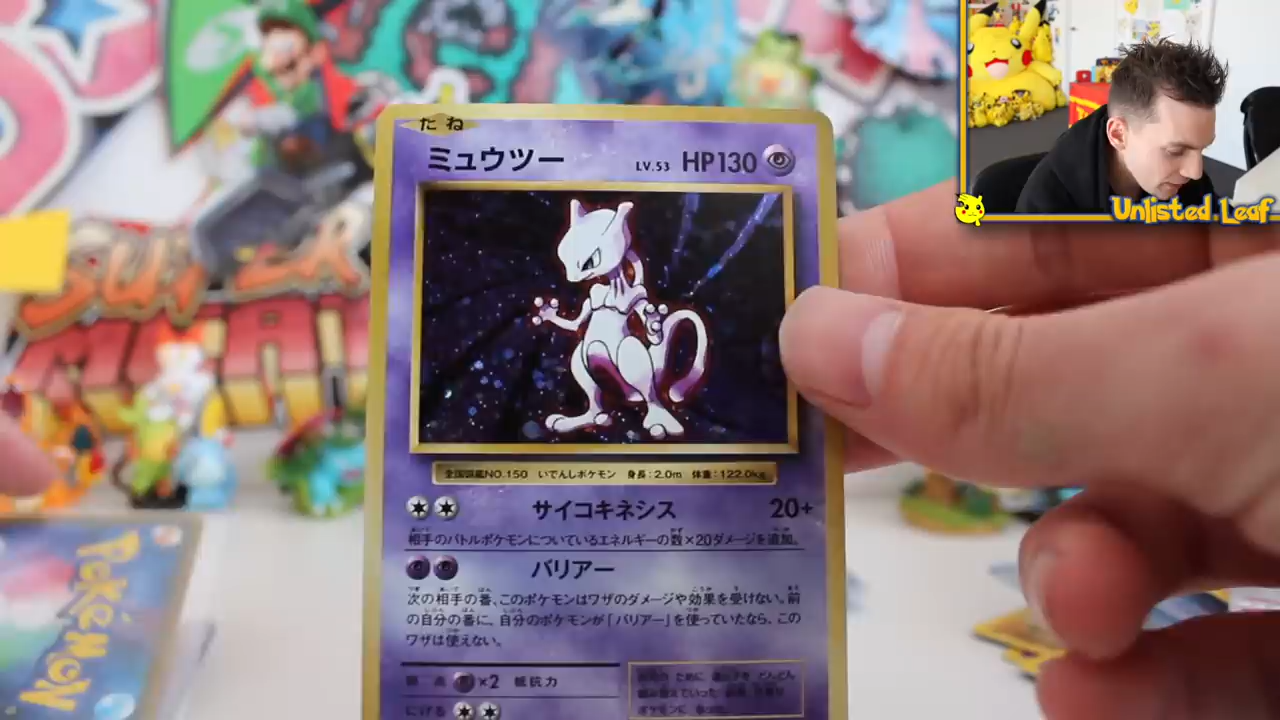 たね
ミュウツー LV.53 HP130
全国図鑑NO.150 いでんしポケモン 身長:2.0m 体重:122.0kg
サイコキネシス 20+
相手のバトルポケモンについているエネルギーの数×20ダメージを追加。
バリアー
次の相手の番、このポケモンはワザのダメージや効果を受けない。前
の自分の番に、自分のポケモンが「バリアー」を使っていたなら、この
ワザは使えない。
弱点 ×2 抵抗力
にげる
Unlisted.Leaf
POKÉMON